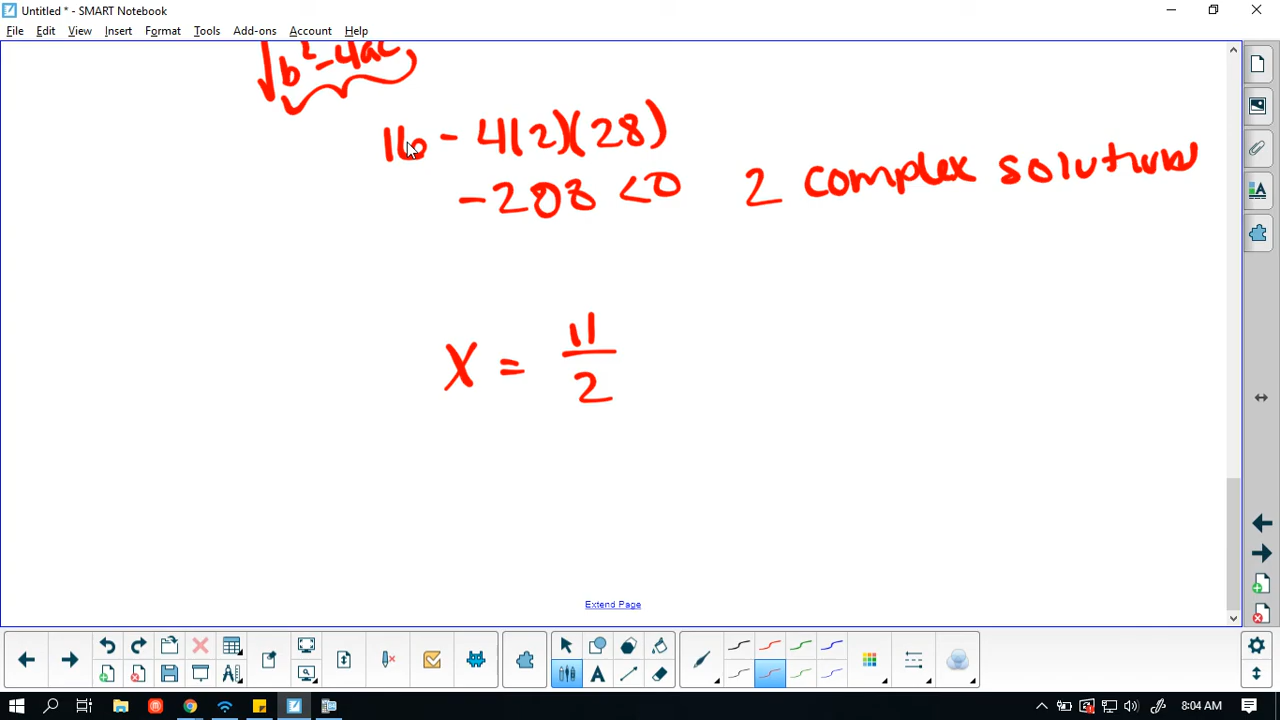 Untitled * - SMART Notebook
File Edit View Insert Format Tools Add-ons Account Help
√b² - 4ac
16 - 4(2)(28)
-208 < 0 2 complex solutions
x = 11/2
Extend Page
8:04 AM